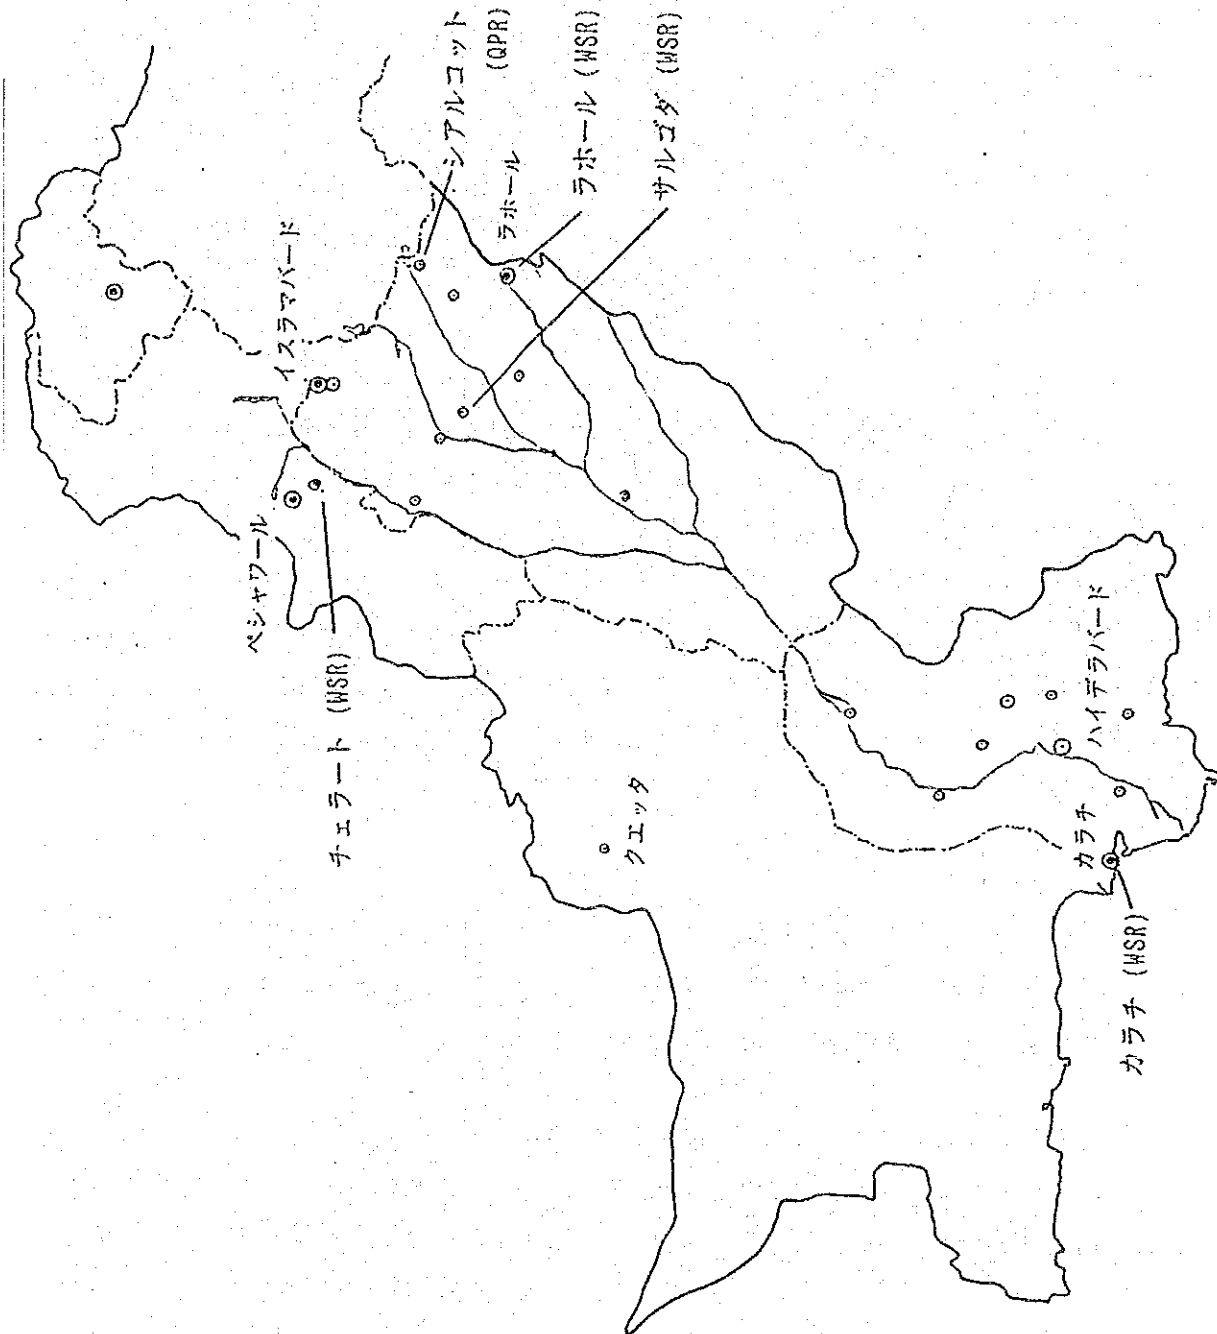 シアルコット
(QPR)
ラホール
ラホール (WSR)
サルゴダ (WSR)
イスラマバード
ペシャワール
チェラート (WSR)
クエッタ
ハイデラバード
カラチ
カラチ (WSR)